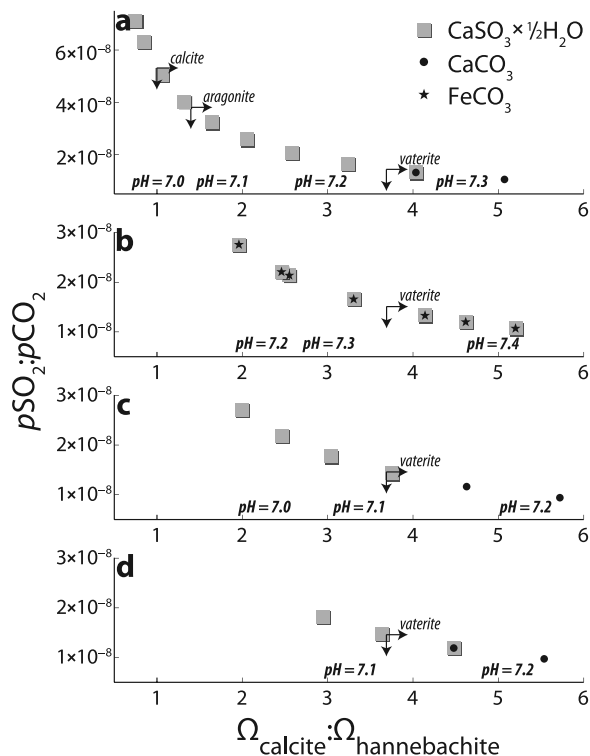 a
CaSO₃×½H₂O
CaCO₃
FeCO₃
6×10⁻⁸
4×10⁻⁸
2×10⁻⁸
calcite
aragonite
vaterite
pH = 7.0 pH = 7.1 pH = 7.2 pH = 7.3
1 2 3 4 5 6
b
3×10⁻⁸
2×10⁻⁸
1×10⁻⁸
vaterite
pH = 7.2 pH = 7.3 pH = 7.4
1 2 3 4 5 6
c
3×10⁻⁸
2×10⁻⁸
1×10⁻⁸
vaterite
pH = 7.0 pH = 7.1 pH = 7.2
1 2 3 4 5 6
d
3×10⁻⁸
2×10⁻⁸
1×10⁻⁸
vaterite
pH = 7.1 pH = 7.2
1 2 3 4 5 6
pSO₂:pCO₂
Ωcalcite:Ωhannebachite